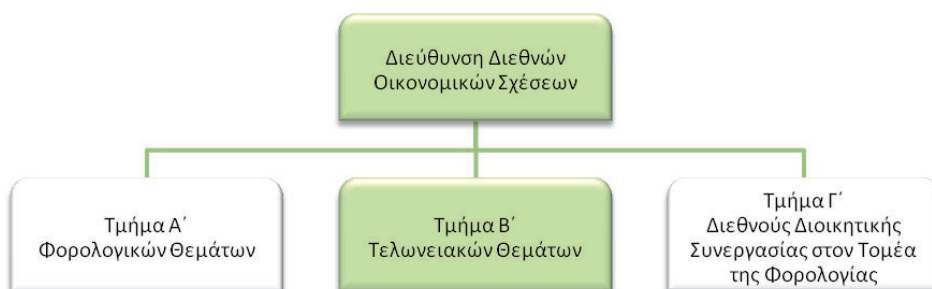 Διεύθυνση Διεθνών
Οικονομικών Σχέσεων
Τμήμα Α΄
Φορολογικών Θεμάτων
Τμήμα Β΄
Τελωνειακών Θεμάτων
Τμήμα Γ΄
Διεθνούς Διοικητικής
Συνεργασίας στον Τομέα
της Φορολογίας